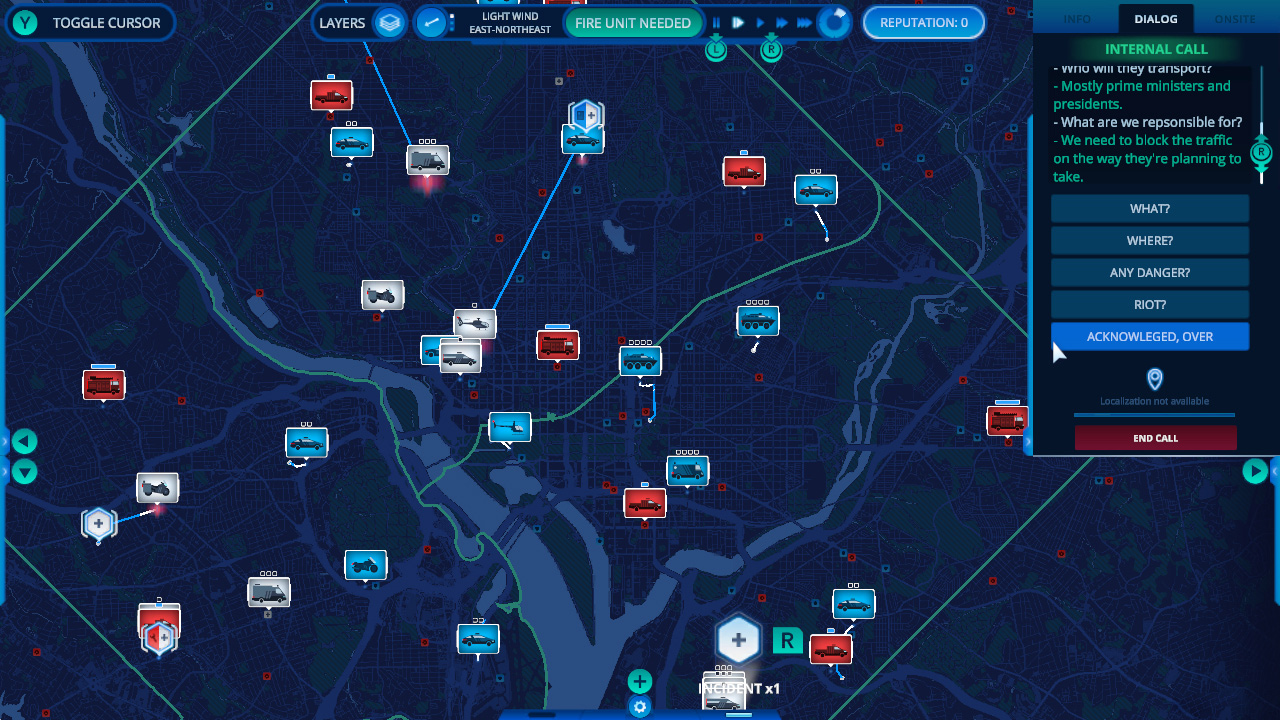 Y TOGGLE CURSOR
LAYERS
LIGHT WIND
EAST-NORTHEAST
FIRE UNIT NEEDED
L
R
REPUTATION: 0
INFO
DIALOG
ONSITE
INTERNAL CALL
- Who will they transport?
- Mostly prime ministers and
presidents.
- What are we repsonsible for?
- We need to block the traffic
on the way they're planning to
take.
R
WHAT?
WHERE?
ANY DANGER?
RIOT?
ACKNOWLEGED, OVER
Localization not available
END CALL
R
INCIDENT x1